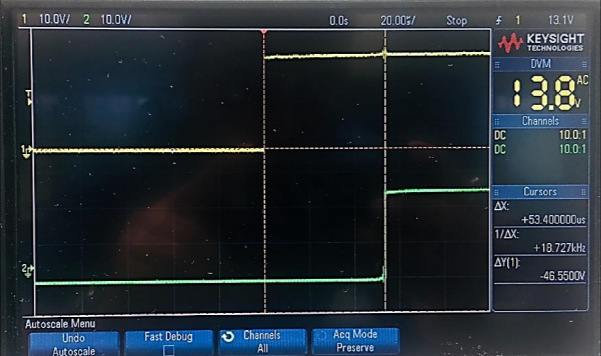 1 10.0V/ 2 10.0V/ 0.0s 20.00s/ Stop 1 13.1V
KEYSIGHT
TECHNOLOGIES
DVM
AC
13.8
V
Channels
DC 10.0:1
DC 10.0:1
Cursors
ΔX:
+53.400000us
1/ΔX:
+18.727kHz
ΔY(1):
-46.5500V
T
1
2
Autoscale Menu
Undo
Autoscale
Fast Debug
Channels
All
Acq Mode
Preserve